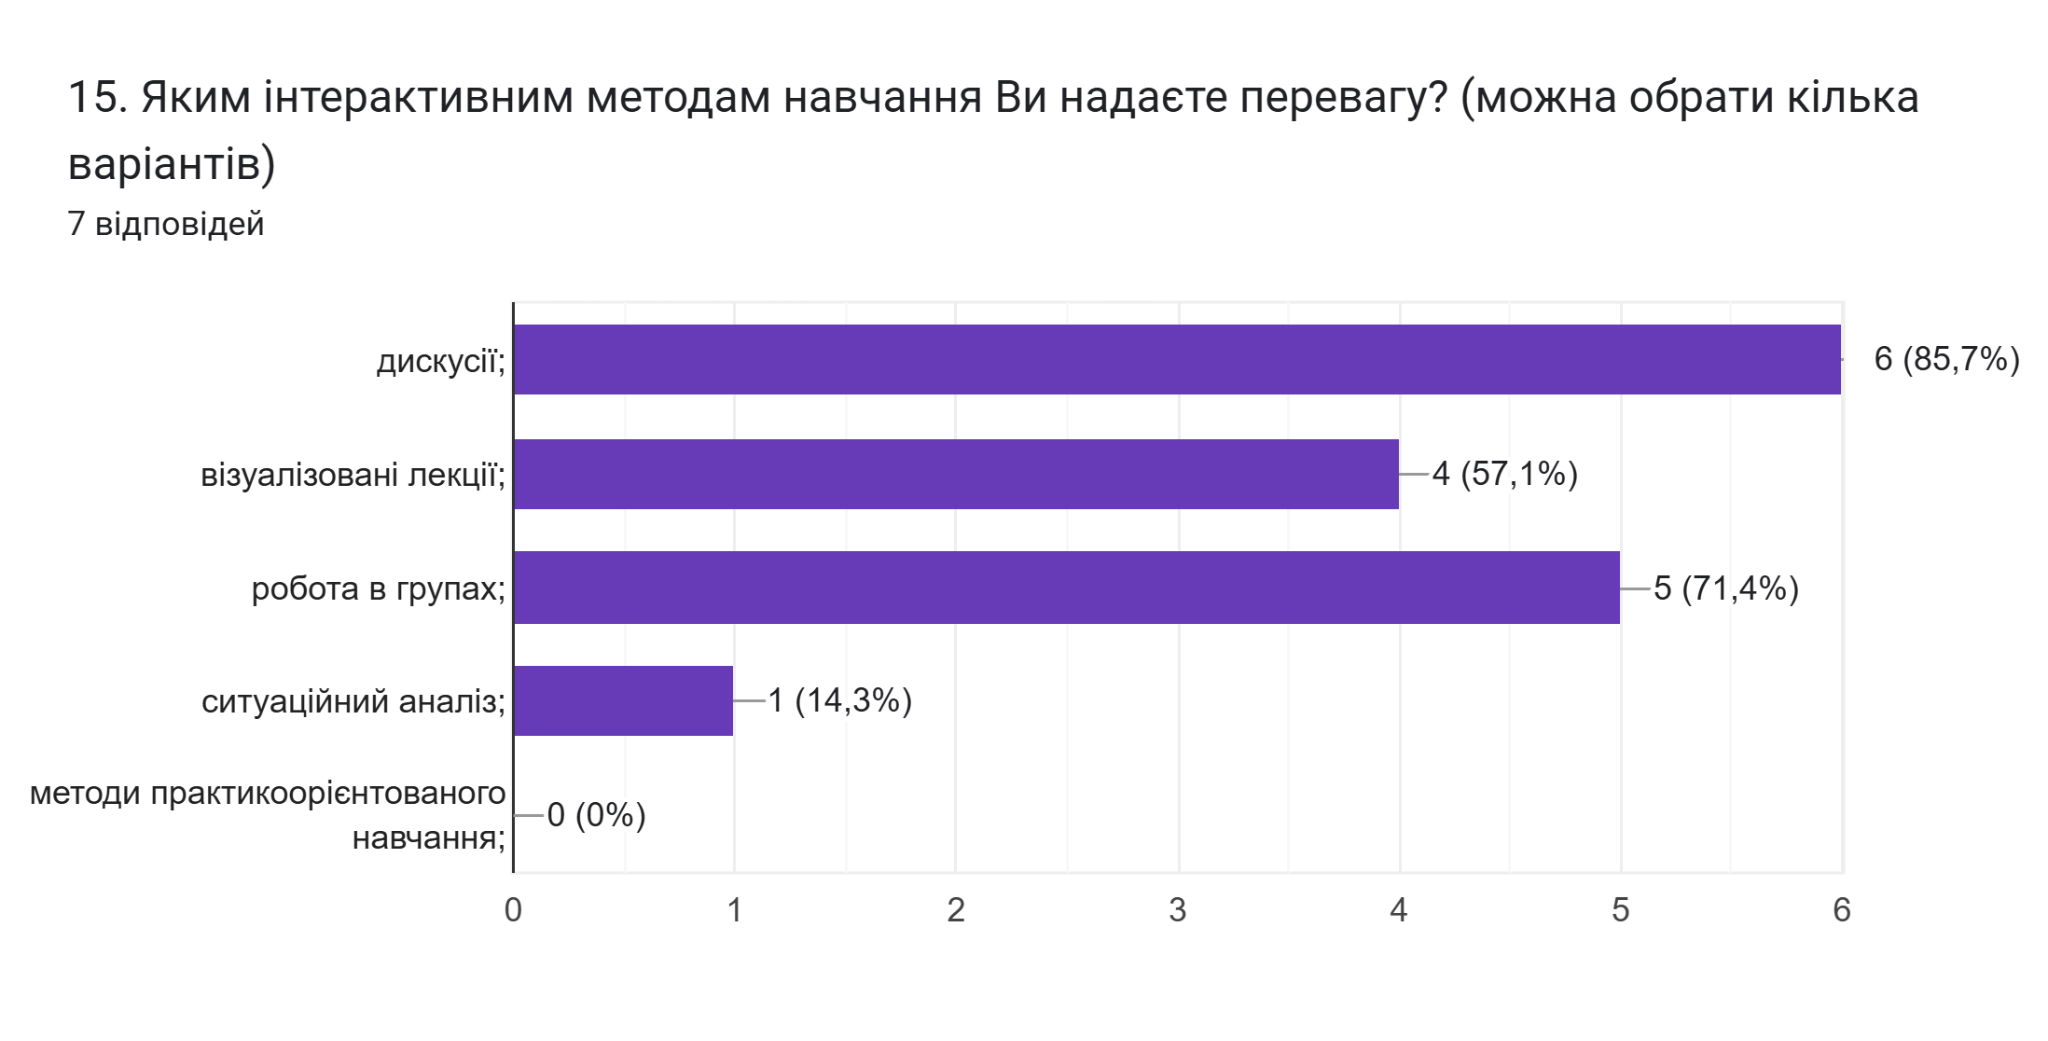 15. Яким інтерактивним методам навчання Ви надаєте перевагу? (можна обрати кілька
варіантів)
7 відповідей
дискусії;
6 (85,7%)
візуалізовані лекції;
4 (57,1%)
робота в групах;
5 (71,4%)
ситуаційний аналіз;
1 (14,3%)
методи практикоорієнтованого
навчання;
0 (0%)
0 1 2 3 4 5 6